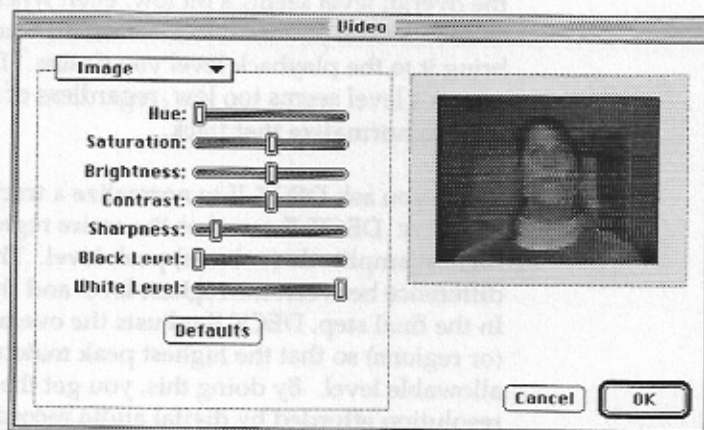 Video
Image
Hue:
Saturation:
Brightness:
Contrast:
Sharpness:
Black Level:
White Level:
Defaults
Cancel
OK